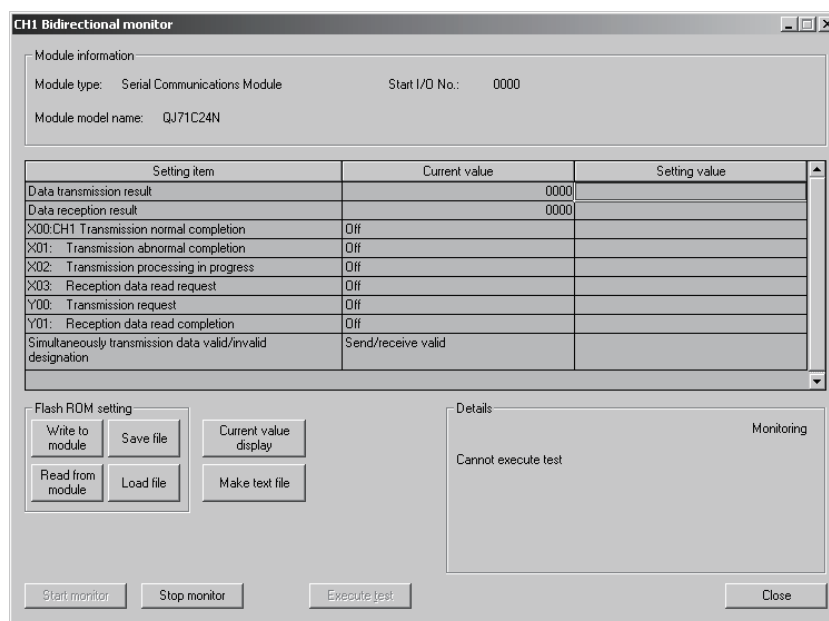 CH1 Bidirectional monitor
Module information
Module type: Serial Communications Module Start I/O No.: 0000
Module model name: QJ71C24N
Setting item Current value Setting value
Data transmission result 0000
Data reception result 0000
X00:CH1 Transmission normal completion Off
X01: Transmission abnormal completion Off
X02: Transmission processing in progress Off
X03: Reception data read request Off
Y00: Transmission request Off
Y01: Reception data read completion Off
Simultaneously transmission data valid/invalid Send/receive valid
designation
Flash ROM setting
Write to
module
Save file
Current value
display
Read from
module
Load file
Make text file
Details
Monitoring
Cannot execute test
Start monitor Stop monitor Execute test Close